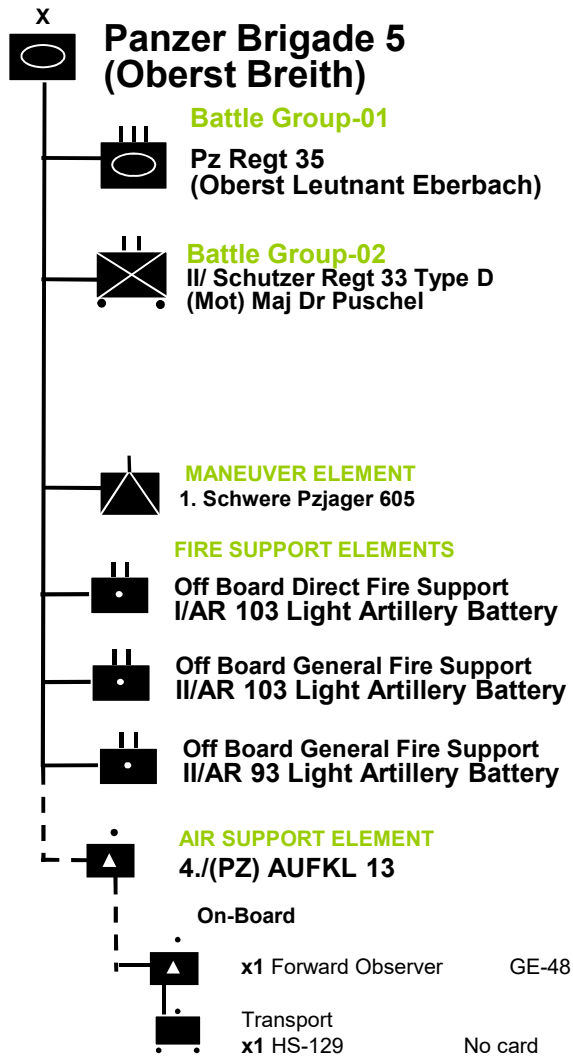 X
Panzer Brigade 5
(Oberst Breith)
Battle Group-01
Pz Regt 35
(Oberst Leutnant Eberbach)
Battle Group-02
II/ Schutzer Regt 33 Type D
(Mot) Maj Dr Puschel
MANEUVER ELEMENT
1. Schwere Pzjager 605
FIRE SUPPORT ELEMENTS
Off Board Direct Fire Support
I/AR 103 Light Artillery Battery
Off Board General Fire Support
II/AR 103 Light Artillery Battery
Off Board General Fire Support
II/AR 93 Light Artillery Battery
AIR SUPPORT ELEMENT
4./(PZ) AUFKL 13
On-Board
x1 Forward Observer GE-48
Transport
x1 HS-129 No card